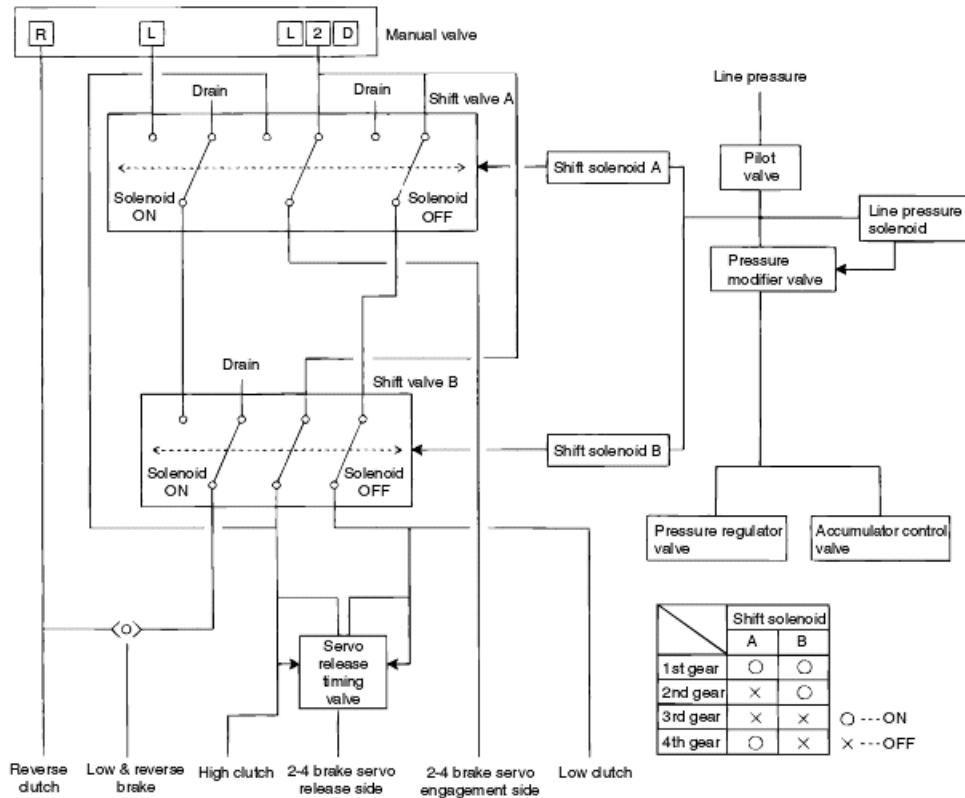 R
L
L
2
D
Manual valve
Drain
Drain
Shift valve A
Line pressure
Solenoid
ON
Solenoid
OFF
Shift solenoid A
Pilot
valve
Line pressure
solenoid
Pressure
modifier valve
Drain
Shift valve B
Solenoid
ON
Solenoid
OFF
Shift solenoid B
Pressure regulator
valve
Accumulator control
valve
Servo
release
timing
valve
Shift solenoid
A B
1st gear ○ ○
2nd gear × ○
3rd gear × ×
4th gear ○ ×
○ ---ON
× ---OFF
Reverse
clutch
Low & reverse
brake
High clutch
2-4 brake servo
release side
2-4 brake servo
engagement side
Low clutch